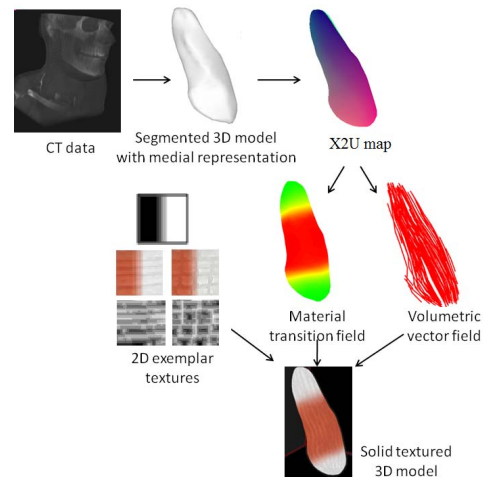 CT data
Segmented 3D model
with medial representation
X2U map
Material
transition field
Volumetric
vector field
2D exemplar
textures
Solid textured
3D model